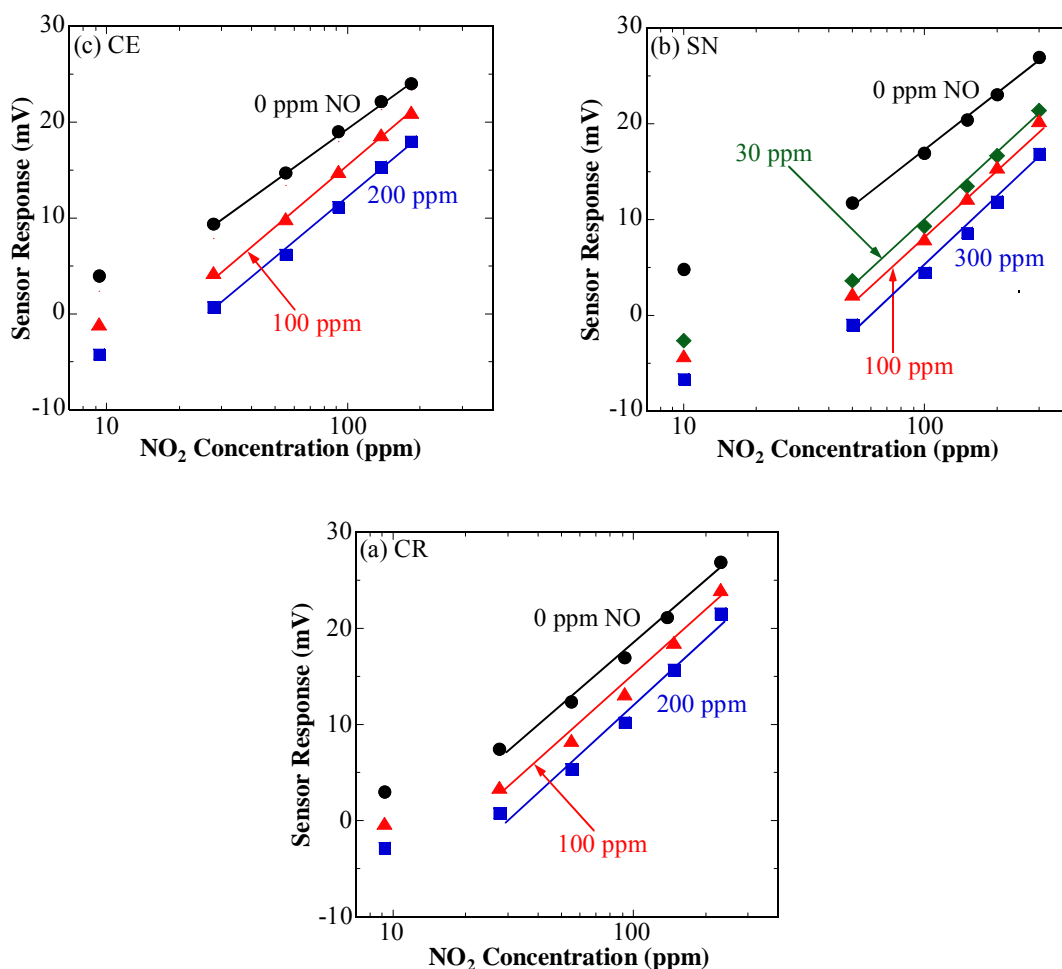 (c) CE
30
20
10
0
-10
Sensor Response (mV)
0 ppm NO
200 ppm
100 ppm
10
100
NO₂ Concentration (ppm)
(b) SN
30
20
10
0
-10
Sensor Response (mV)
0 ppm NO
30 ppm
300 ppm
100 ppm
10
100
NO₂ Concentration (ppm)
(a) CR
30
20
10
0
-10
Sensor Response (mV)
0 ppm NO
200 ppm
100 ppm
10
100
NO₂ Concentration (ppm)